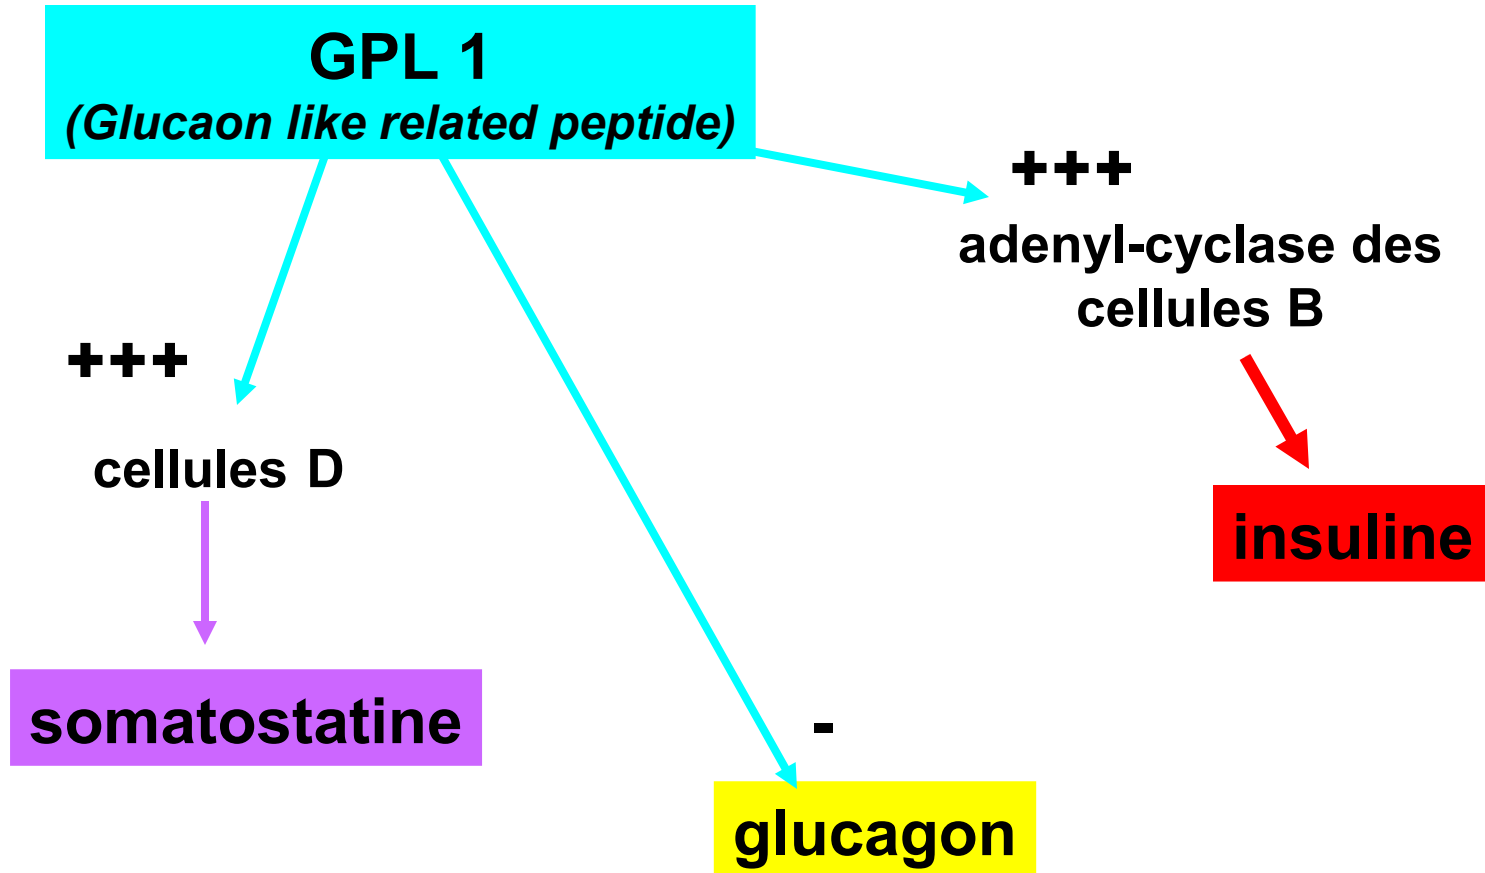 GPL 1
(Glucaon like related peptide)
+++
adenyl-cyclase des
cellules B
+++
cellules D
insuline
somatostatine
-
glucagon